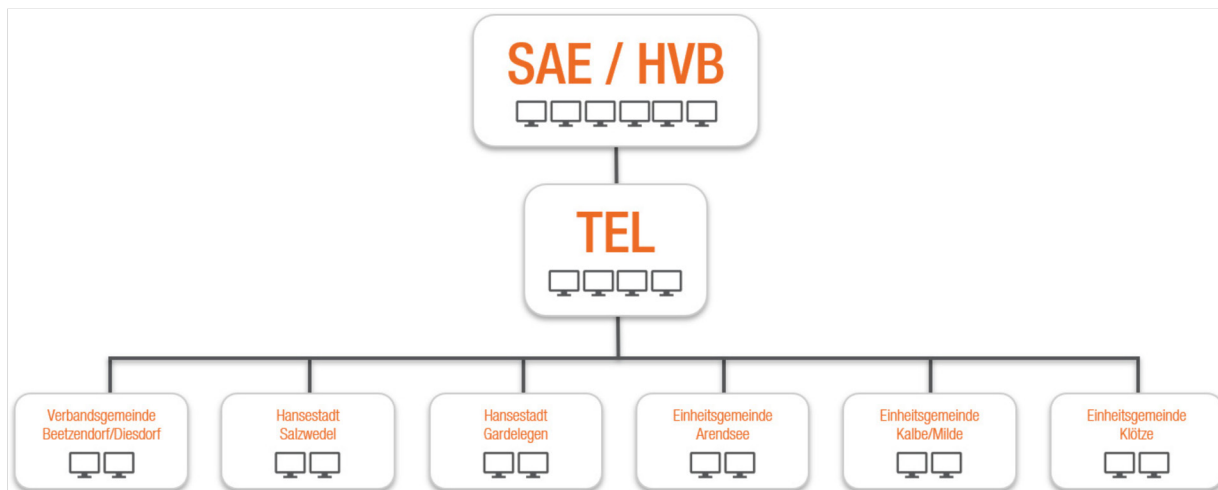 SAE / HVB
TEL
Verbandsgemeinde
Beetzendorf/Diesdorf
Hansestadt
Salzwedel
Hansestadt
Gardelegen
Einheitsgemeinde
Arendsee
Einheitsgemeinde
Kalbe/Milde
Einheitsgemeinde
Klötze